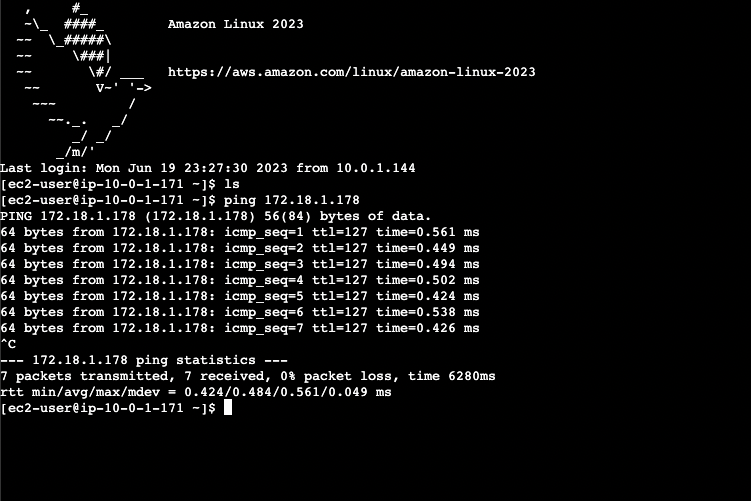 ,     #_
   ~\_  ####_        Amazon Linux 2023
  ~~  \_#####\
  ~~     \###|
  ~~       \#/ ___   https://aws.amazon.com/linux/amazon-linux-2023
   ~~       V~' '->
    ~~~         /
      ~~._.   _/
         _/ _/
       _/m/'
Last login: Mon Jun 19 23:27:30 2023 from 10.0.1.144
[ec2-user@ip-10-0-1-171 ~]$ ls
[ec2-user@ip-10-0-1-171 ~]$ ping 172.18.1.178
PING 172.18.1.178 (172.18.1.178) 56(84) bytes of data.
64 bytes from 172.18.1.178: icmp_seq=1 ttl=127 time=0.561 ms
64 bytes from 172.18.1.178: icmp_seq=2 ttl=127 time=0.449 ms
64 bytes from 172.18.1.178: icmp_seq=3 ttl=127 time=0.494 ms
64 bytes from 172.18.1.178: icmp_seq=4 ttl=127 time=0.502 ms
64 bytes from 172.18.1.178: icmp_seq=5 ttl=127 time=0.424 ms
64 bytes from 172.18.1.178: icmp_seq=6 ttl=127 time=0.538 ms
64 bytes from 172.18.1.178: icmp_seq=7 ttl=127 time=0.426 ms
^C
--- 172.18.1.178 ping statistics ---
7 packets transmitted, 7 received, 0% packet loss, time 6280ms
rtt min/avg/max/mdev = 0.424/0.484/0.561/0.049 ms
[ec2-user@ip-10-0-1-171 ~]$